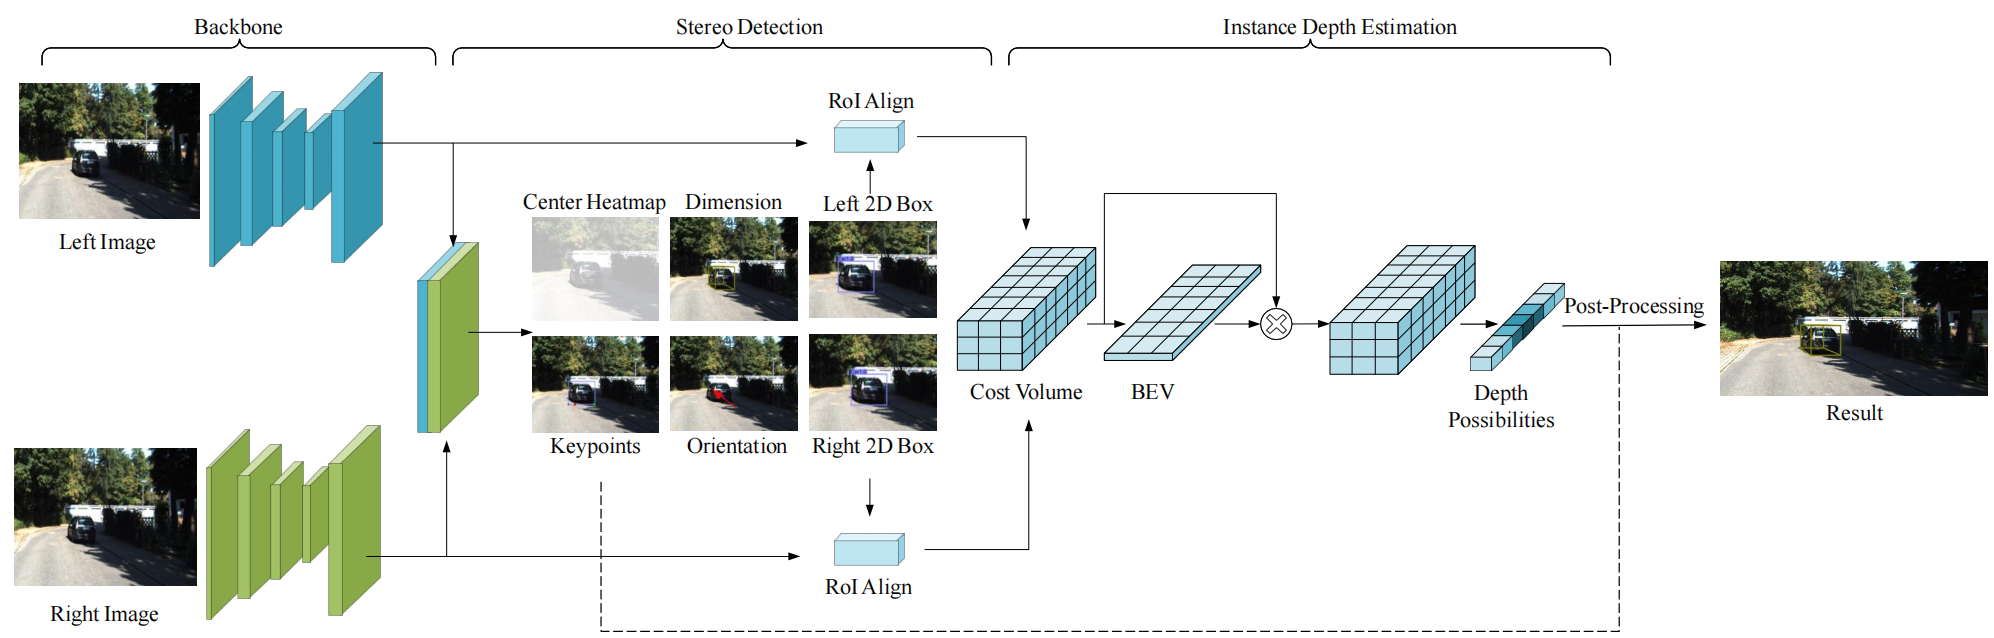 Backbone
Stereo Detection
Instance Depth Estimation
RoI Align
Center Heatmap
Dimension
Left 2D Box
Left Image
Post-Processing
Cost Volume
BEV
Depth
Possibilities
Result
Keypoints
Orientation
Right 2D Box
RoI Align
Right Image